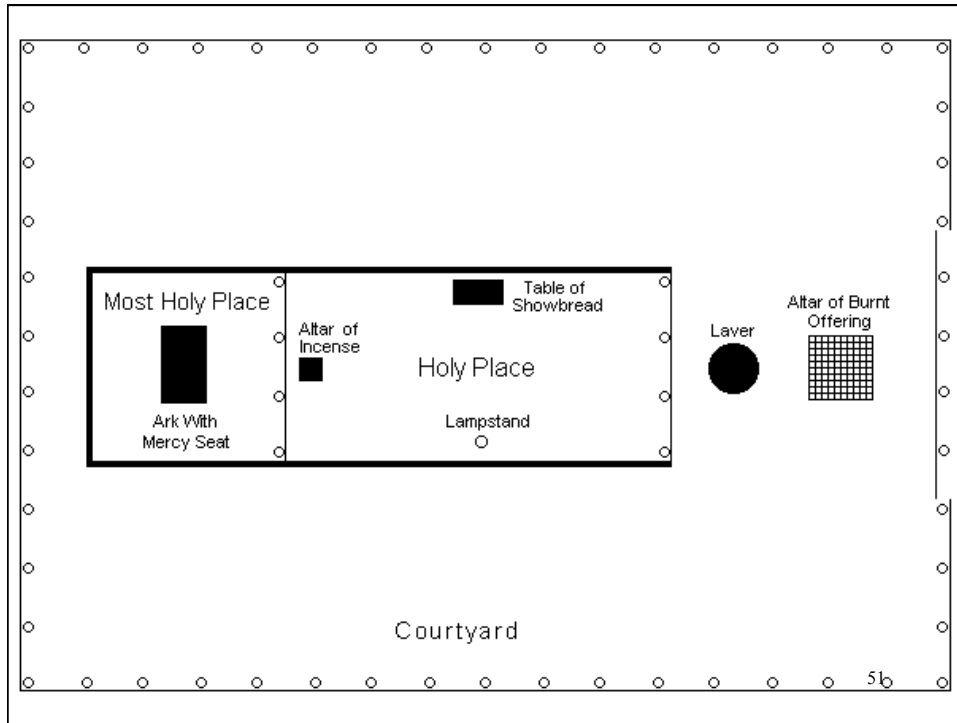 Most Holy Place
Ark With
Mercy Seat
Altar of
Incense
Table of
Showbread
Holy Place
Lampstand
Laver
Altar of Burnt
Offering
Courtyard
51